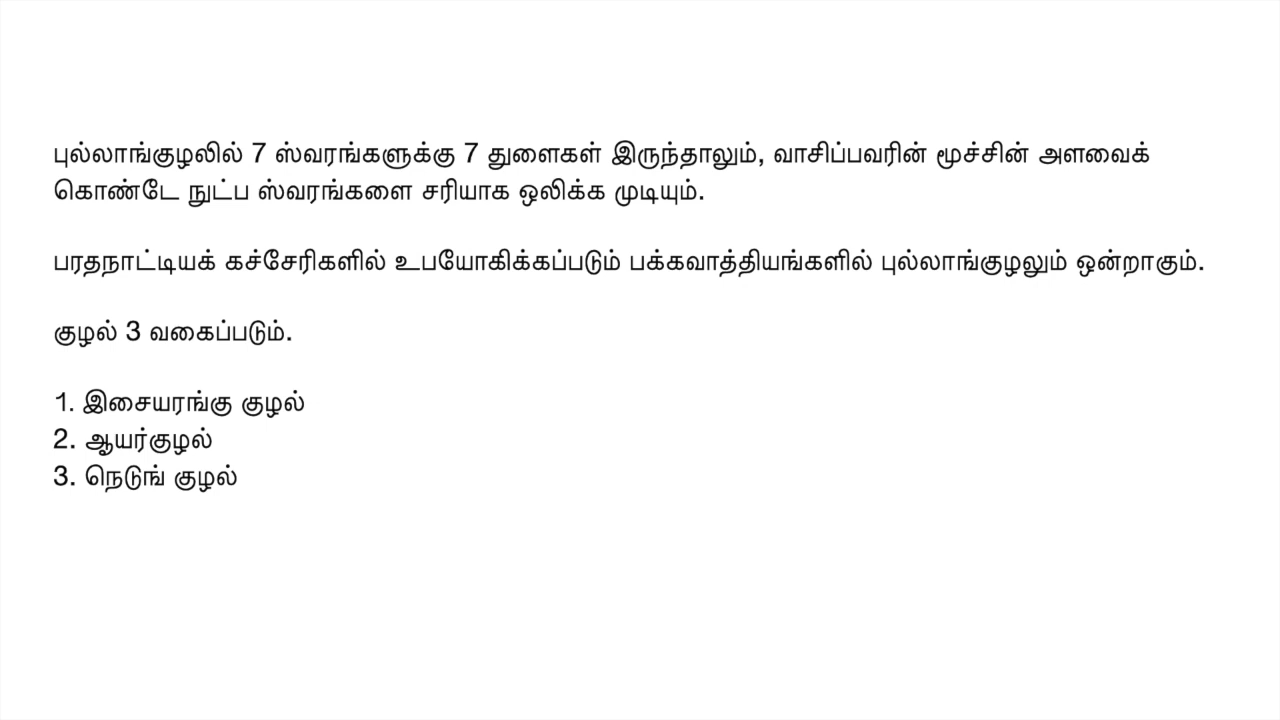 புல்லாங்குழலில் 7 ஸ்வரங்களுக்கு 7 துளைகள் இருந்தாலும், வாசிப்பவரின் மூச்சின் அளவைக்
கொண்டே நுட்ப ஸ்வரங்களை சரியாக ஒலிக்க முடியும்.
பரதநாட்டியக் கச்சேரிகளில் உபயோகிக்கப்படும் பக்கவாத்தியங்களில் புல்லாங்குழலும் ஒன்றாகும்.
குழல் 3 வகைப்படும்.
1. இசையரங்கு குழல்
2. ஆயர்குழல்
3. நெடுங் குழல்